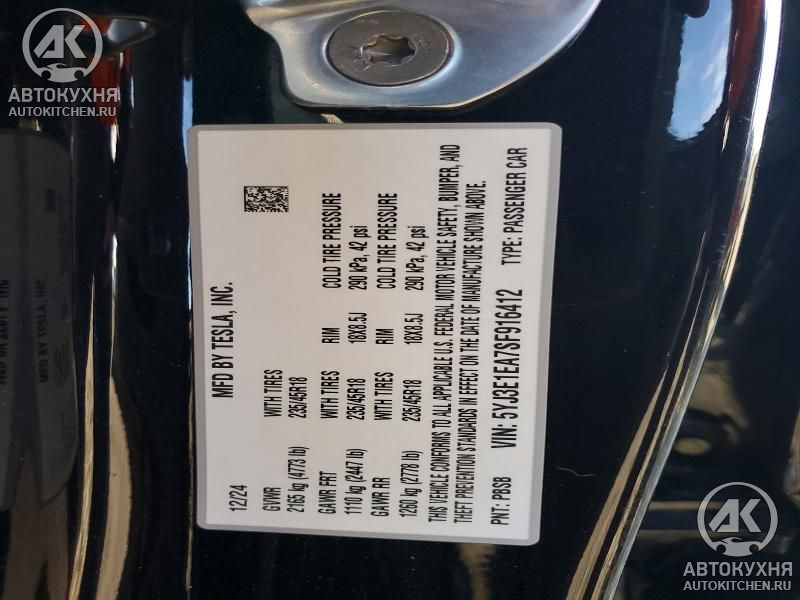 AK
АВТОКУХНЯ
AUTOKITCHEN.RU
MFD BY TESLA, INC.
12/24
GVWR WITH TIRES RIM COLD TIRE PRESSURE
2165 kg (4773 lb) 235/45R18 18X8.5J 290 kPa, 42 psi
GAWR FRT
1110 kg (2447 lb) WITH TIRES RIM COLD TIRE PRESSURE
GAWR RR 235/45R18 18X8.5J 290 kPa, 42 psi
1260 kg (2778 lb)
THIS VEHICLE CONFORMS TO ALL APPLICABLE U.S. FEDERAL MOTOR VEHICLE SAFETY, BUMPER, AND
THEFT PREVENTION STANDARDS IN EFFECT ON THE DATE OF MANUFACTURE SHOWN ABOVE.
PNT: PBSB VIN: 5YJ3E1EA7SF916412 TYPE: PASSENGER CAR
AK
АВТОКУХНЯ
AUTOKITCHEN.RU